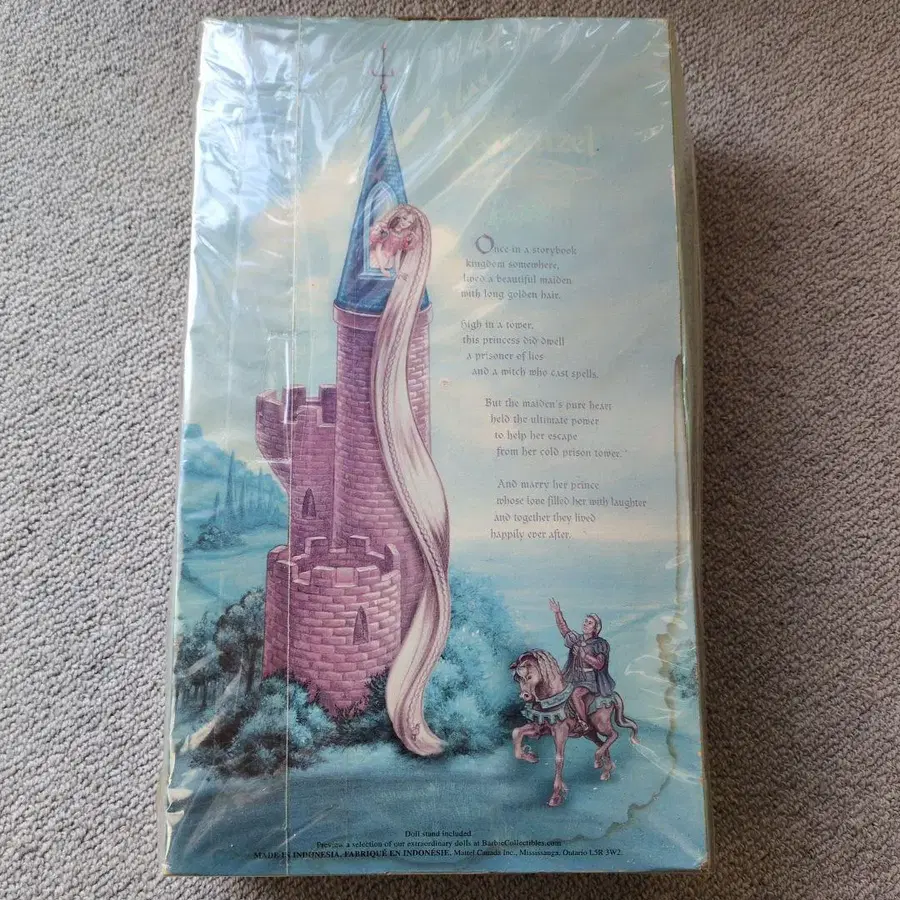 Once in a storybook
kingdom somewhere,
lived a beautiful maiden
with long golden hair.
High in a tower,
this princess did dwell
a prisoner of lies
and a witch who cast spells.
But the maiden's pure heart
held the ultimate power
to help her escape
from her cold prison tower.
And marry her prince
whose love filled her with laughter
and together they lived
happily ever after.
Doll stand included
Preview a selection of our extraordinary dolls at BarbieCollectibles.com
MADE IN INDONESIA. FABRIQUÉ EN INDONÉSIE. Mattel Canada Inc., Mississauga, Ontario L5R 3W2.